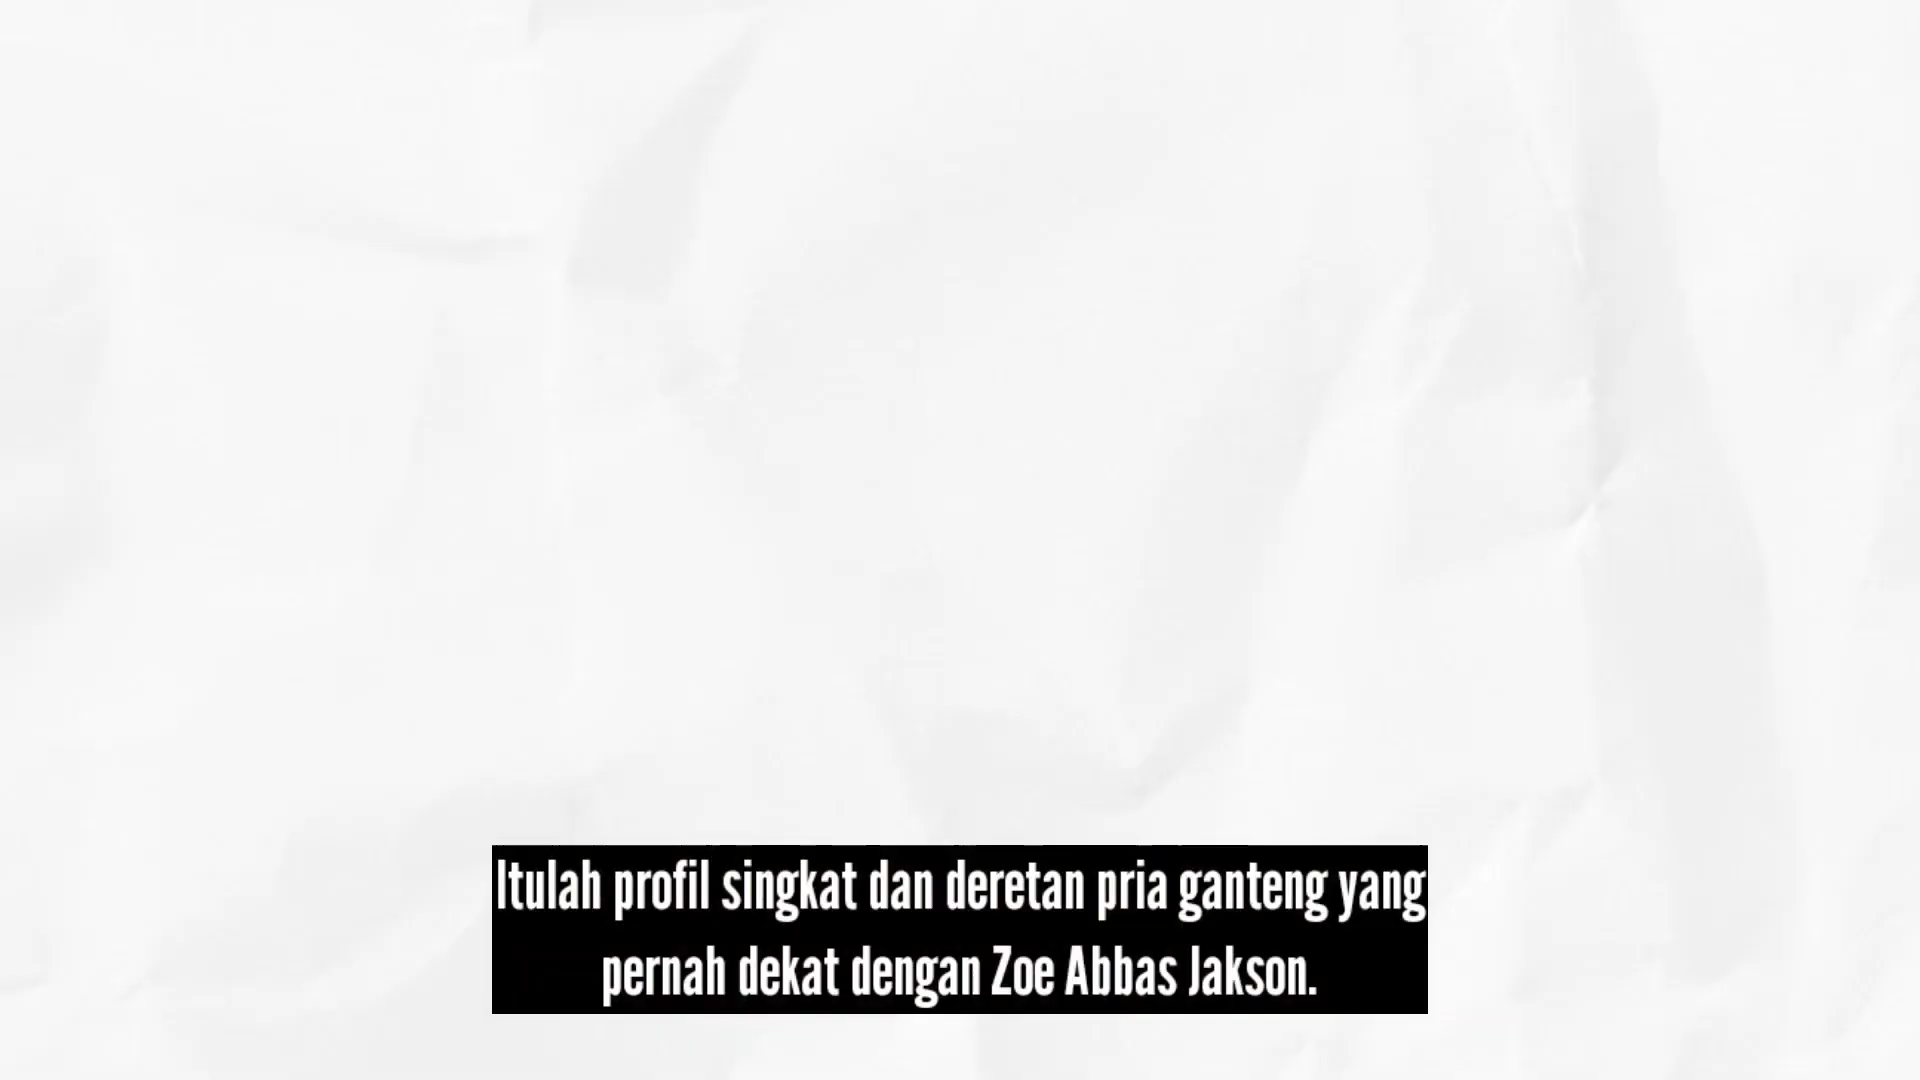 Itulah profil singkat dan deretan pria ganteng yang
pernah dekat dengan Zoe Abbas Jakson.